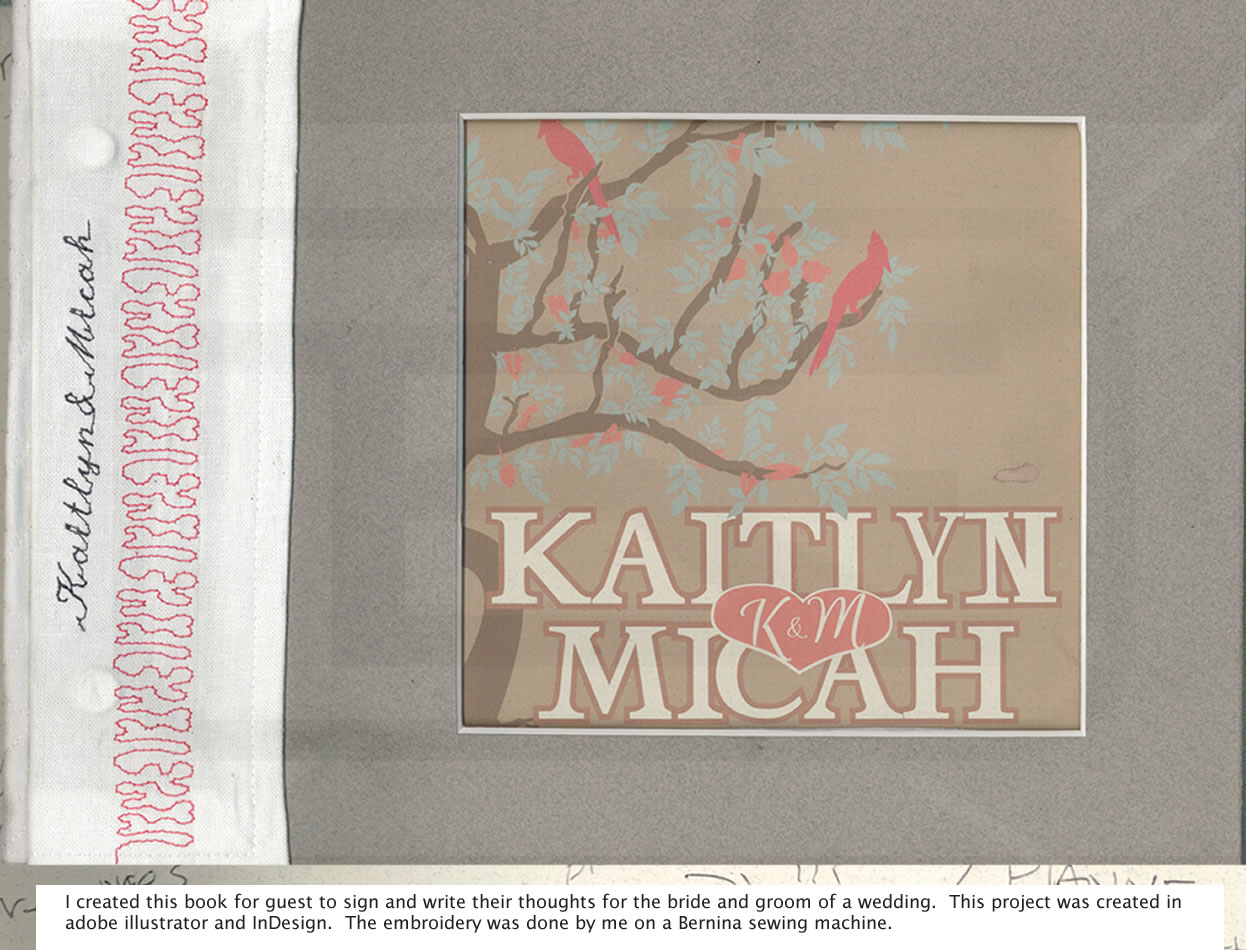 Kaitlyn & Micah
KAITLYN
K & M
MICAH
I created this book for guest to sign and write their thoughts for the bride and groom of a wedding.  This project was created in
adobe illustrator and InDesign.  The embroidery was done by me on a Bernina sewing machine.